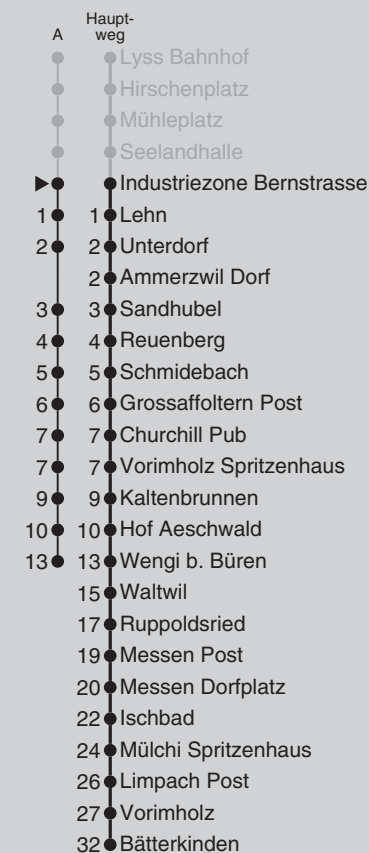 A Haupt-
weg
Lyss Bahnhof
Hirschenplatz
Mühleplatz
Seelandhalle
Industriezone Bernstrasse
1 1 Lehn
2 2 Unterdorf
2 Ammerzwil Dorf
3 3 Sandhubel
4 4 Reuenberg
5 5 Schmidebach
6 6 Grossaffoltern Post
7 7 Churchill Pub
7 7 Vorimholz Spritzenhaus
9 9 Kaltenbrunnen
10 10 Hof Aeschwald
13 13 Wengi b. Büren
15 Waltwil
17 Ruppoldsried
19 Messen Post
20 Messen Dorfplatz
22 Ischbad
24 Mülchi Spritzenhaus
26 Limpach Post
27 Vorimholz
32 Bätterkinden